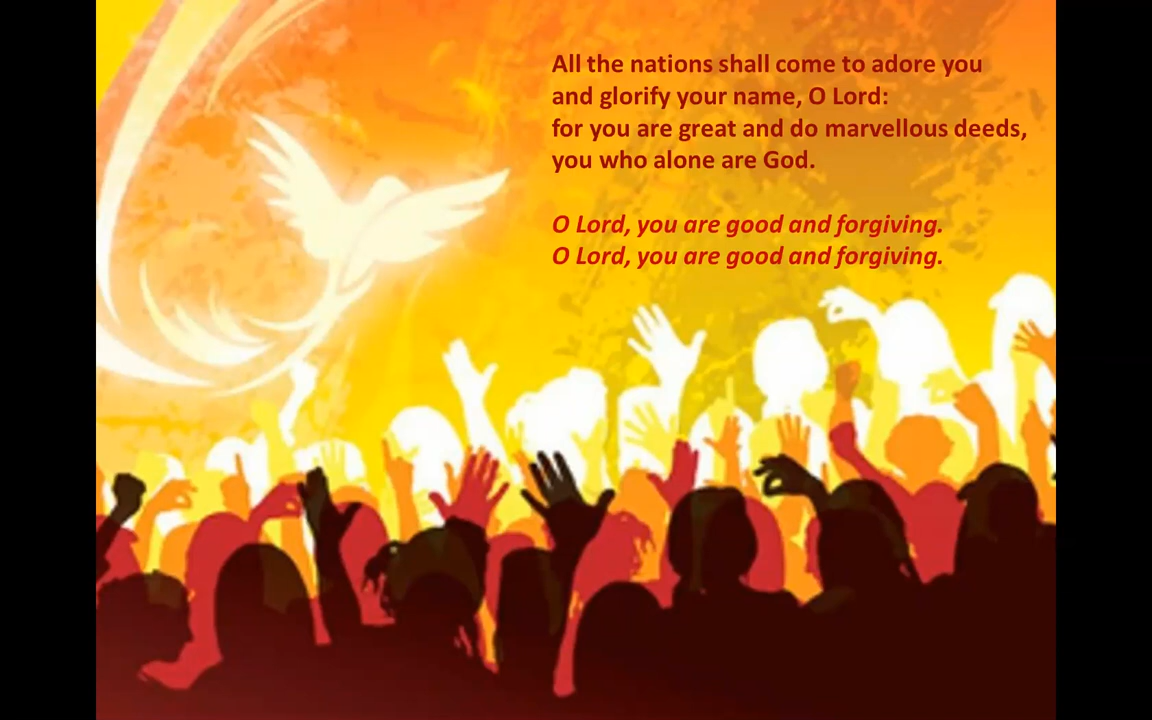 All the nations shall come to adore you
and glorify your name, O Lord:
for you are great and do marvellous deeds,
you who alone are God.
O Lord, you are good and forgiving.
O Lord, you are good and forgiving.